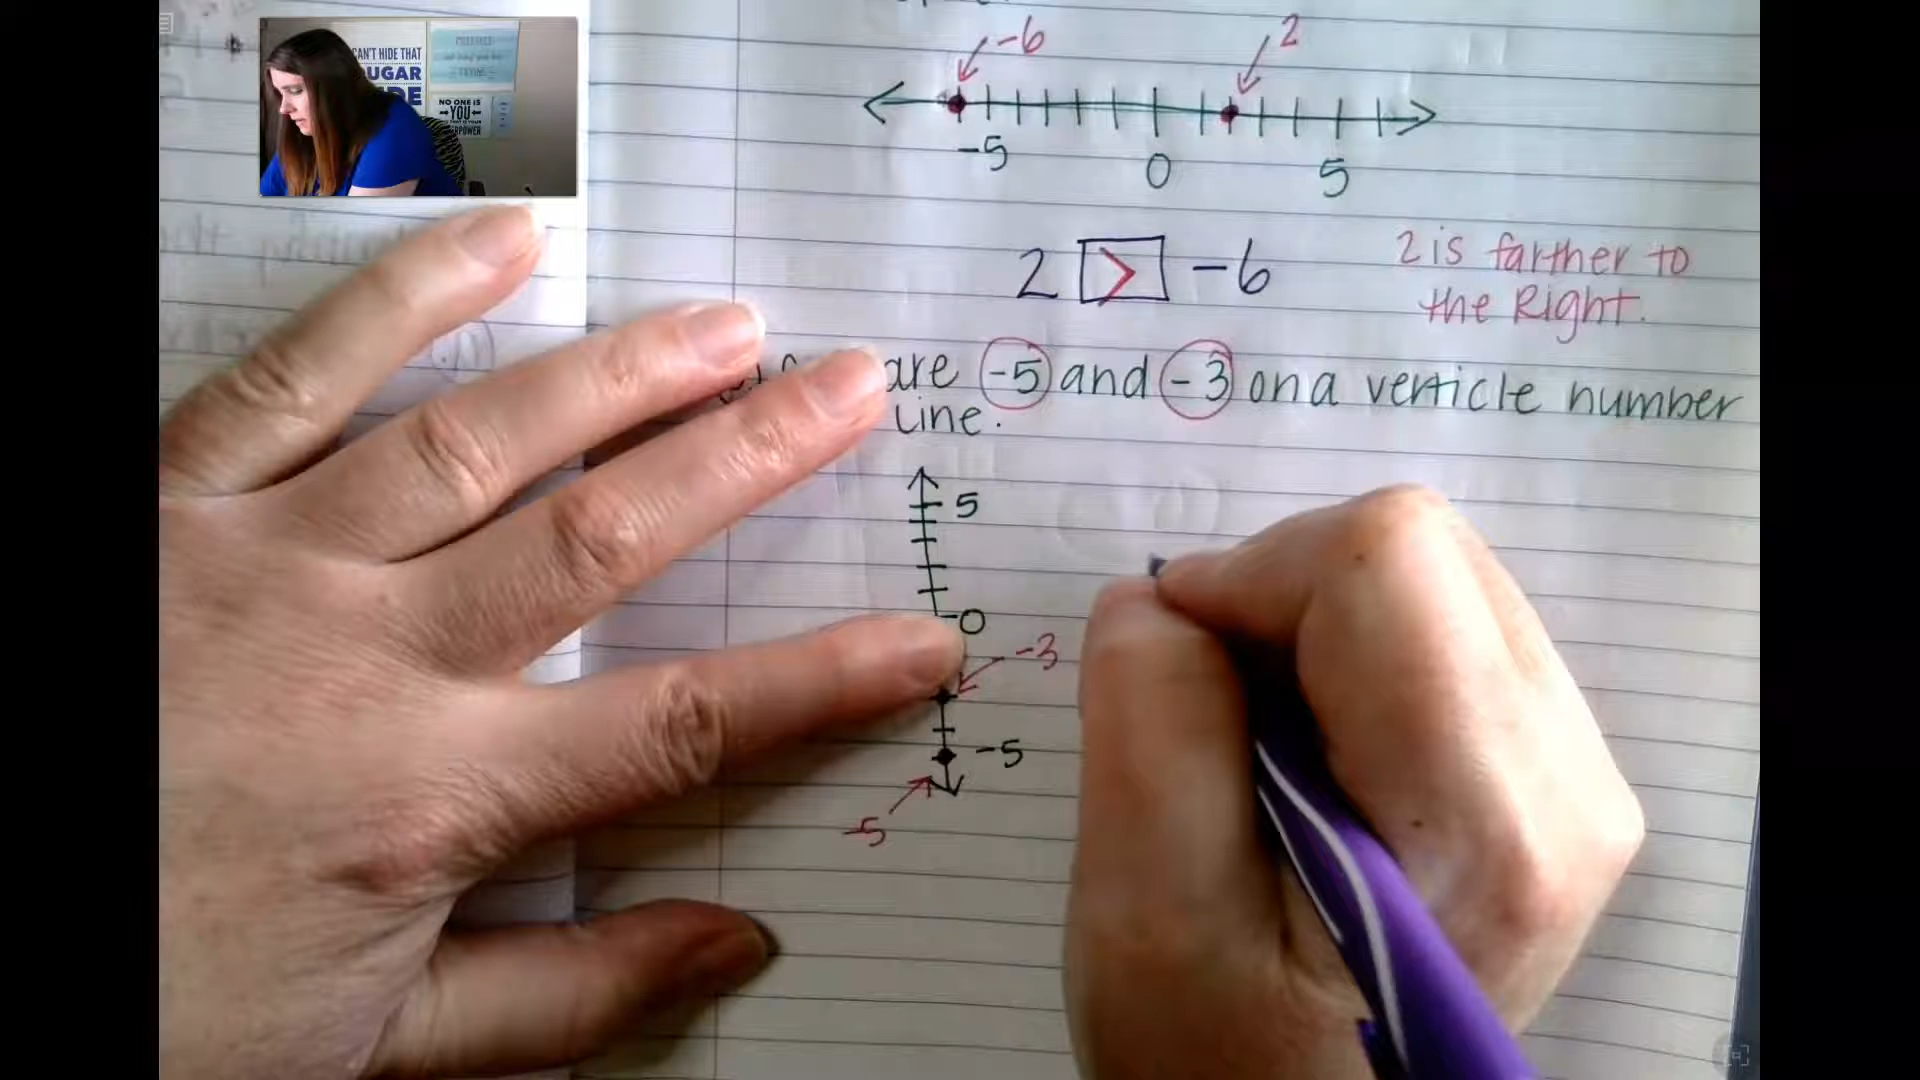 CAN'T HIDE THAT
NO ONE IS
YOU
-6
2
-5
0
5
2 > -6
2 is farther to
the Right.
are -5 and -3 on a verticle number
line.
5
0
-3
-5
-5